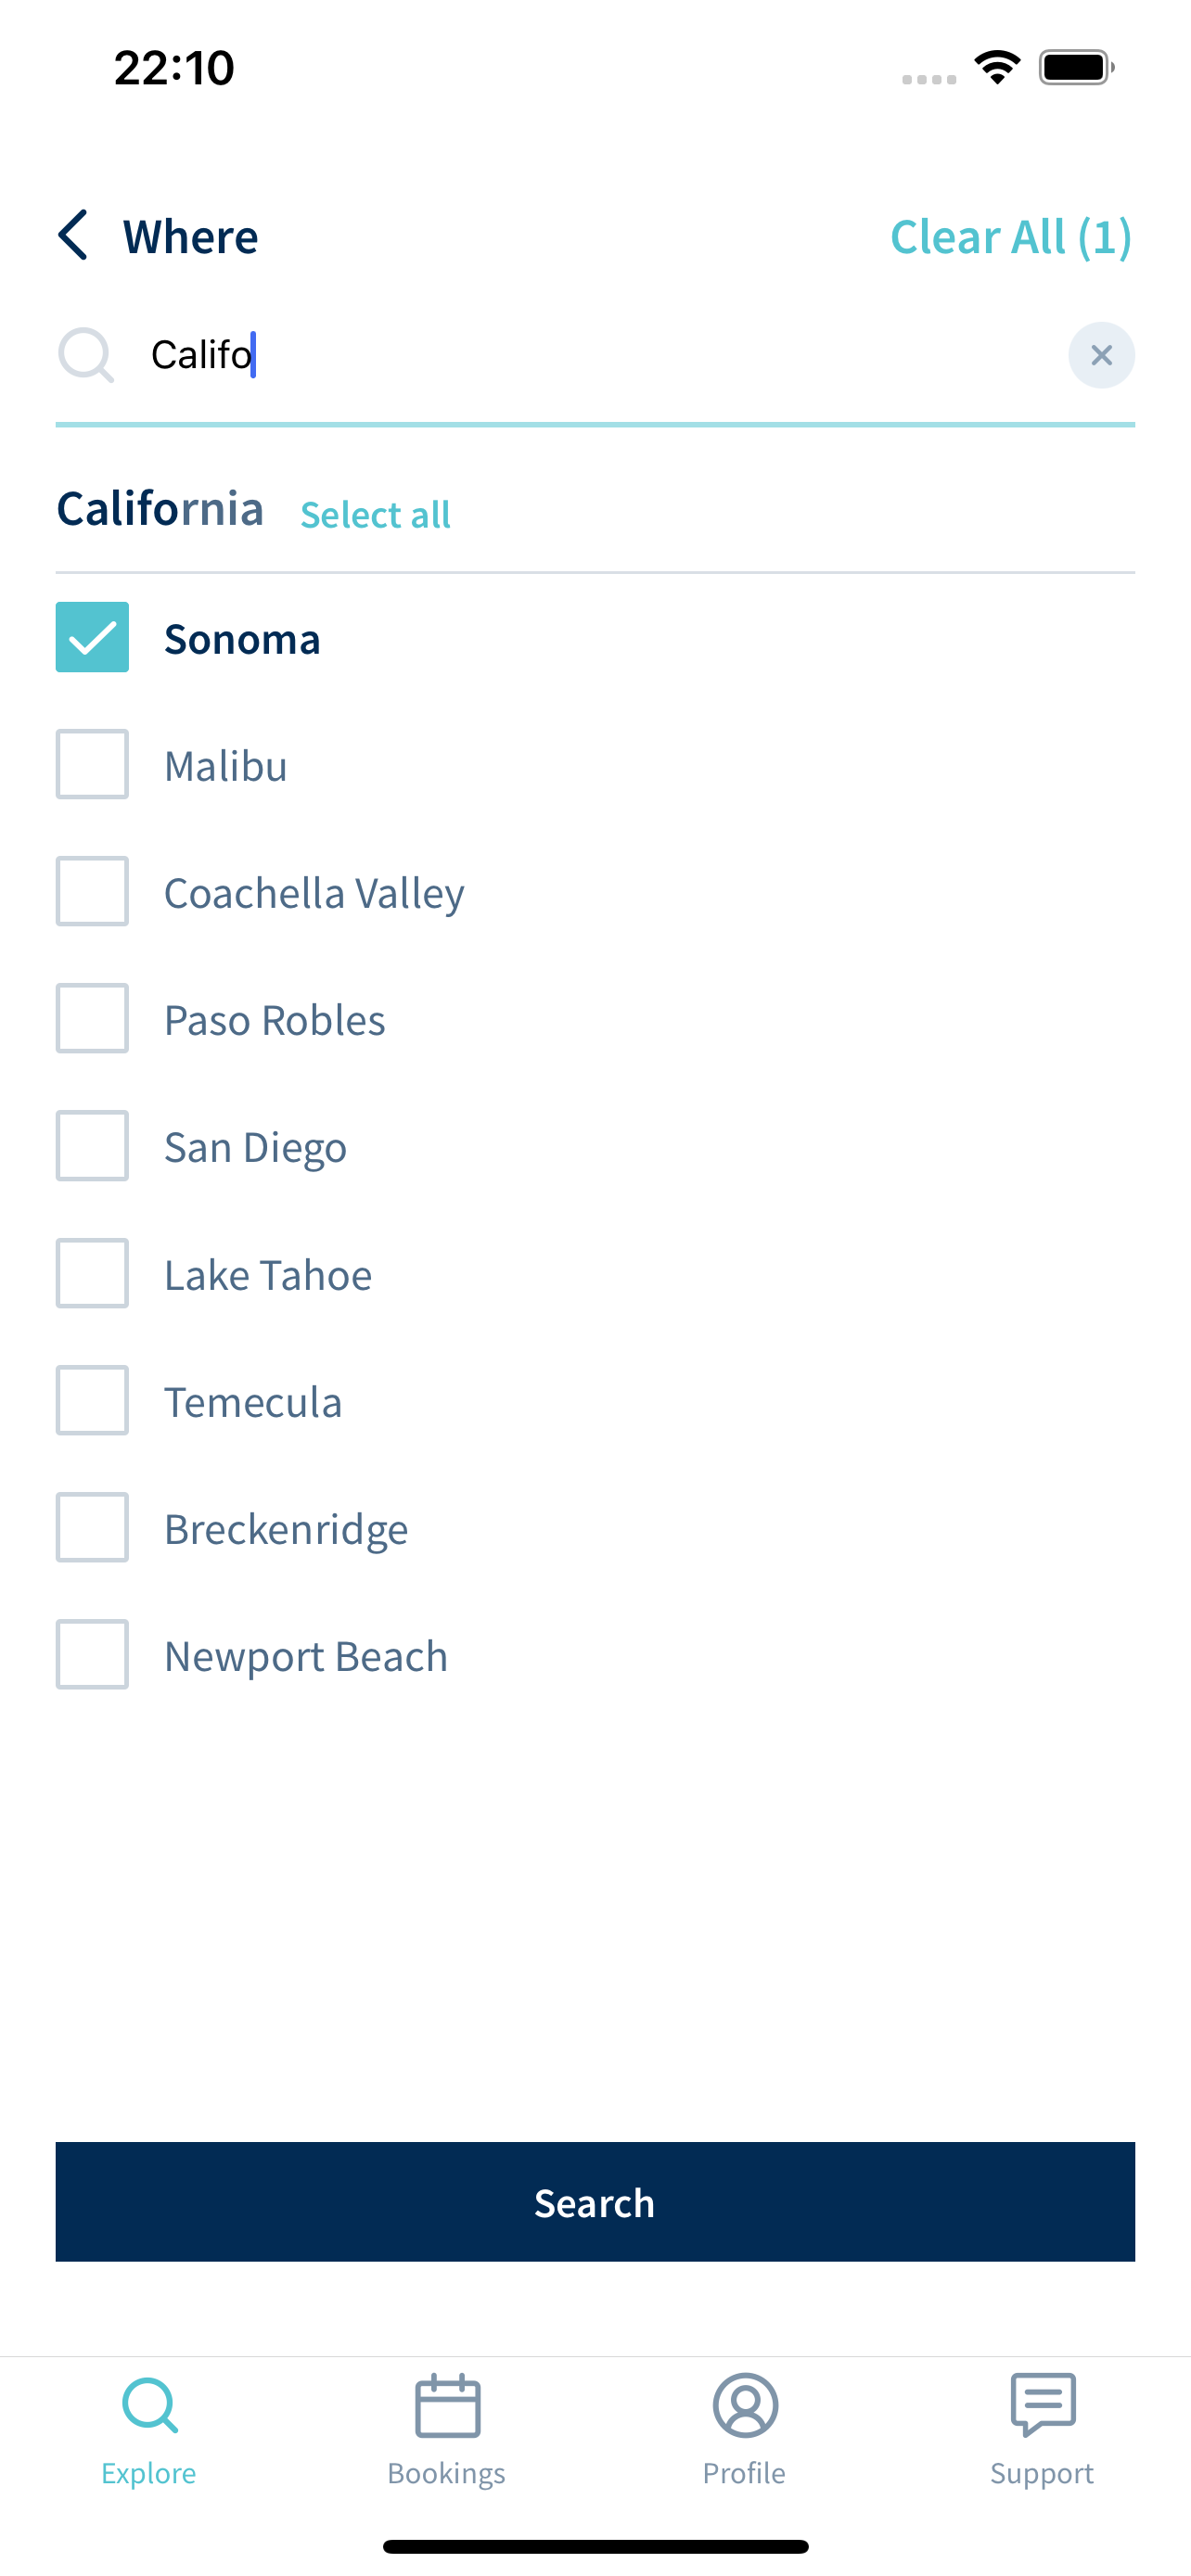 22:10
Where Clear All (1)
Califo
California Select all
Sonoma
Malibu
Coachella Valley
Paso Robles
San Diego
Lake Tahoe
Temecula
Breckenridge
Newport Beach
Search
Explore Bookings Profile Support